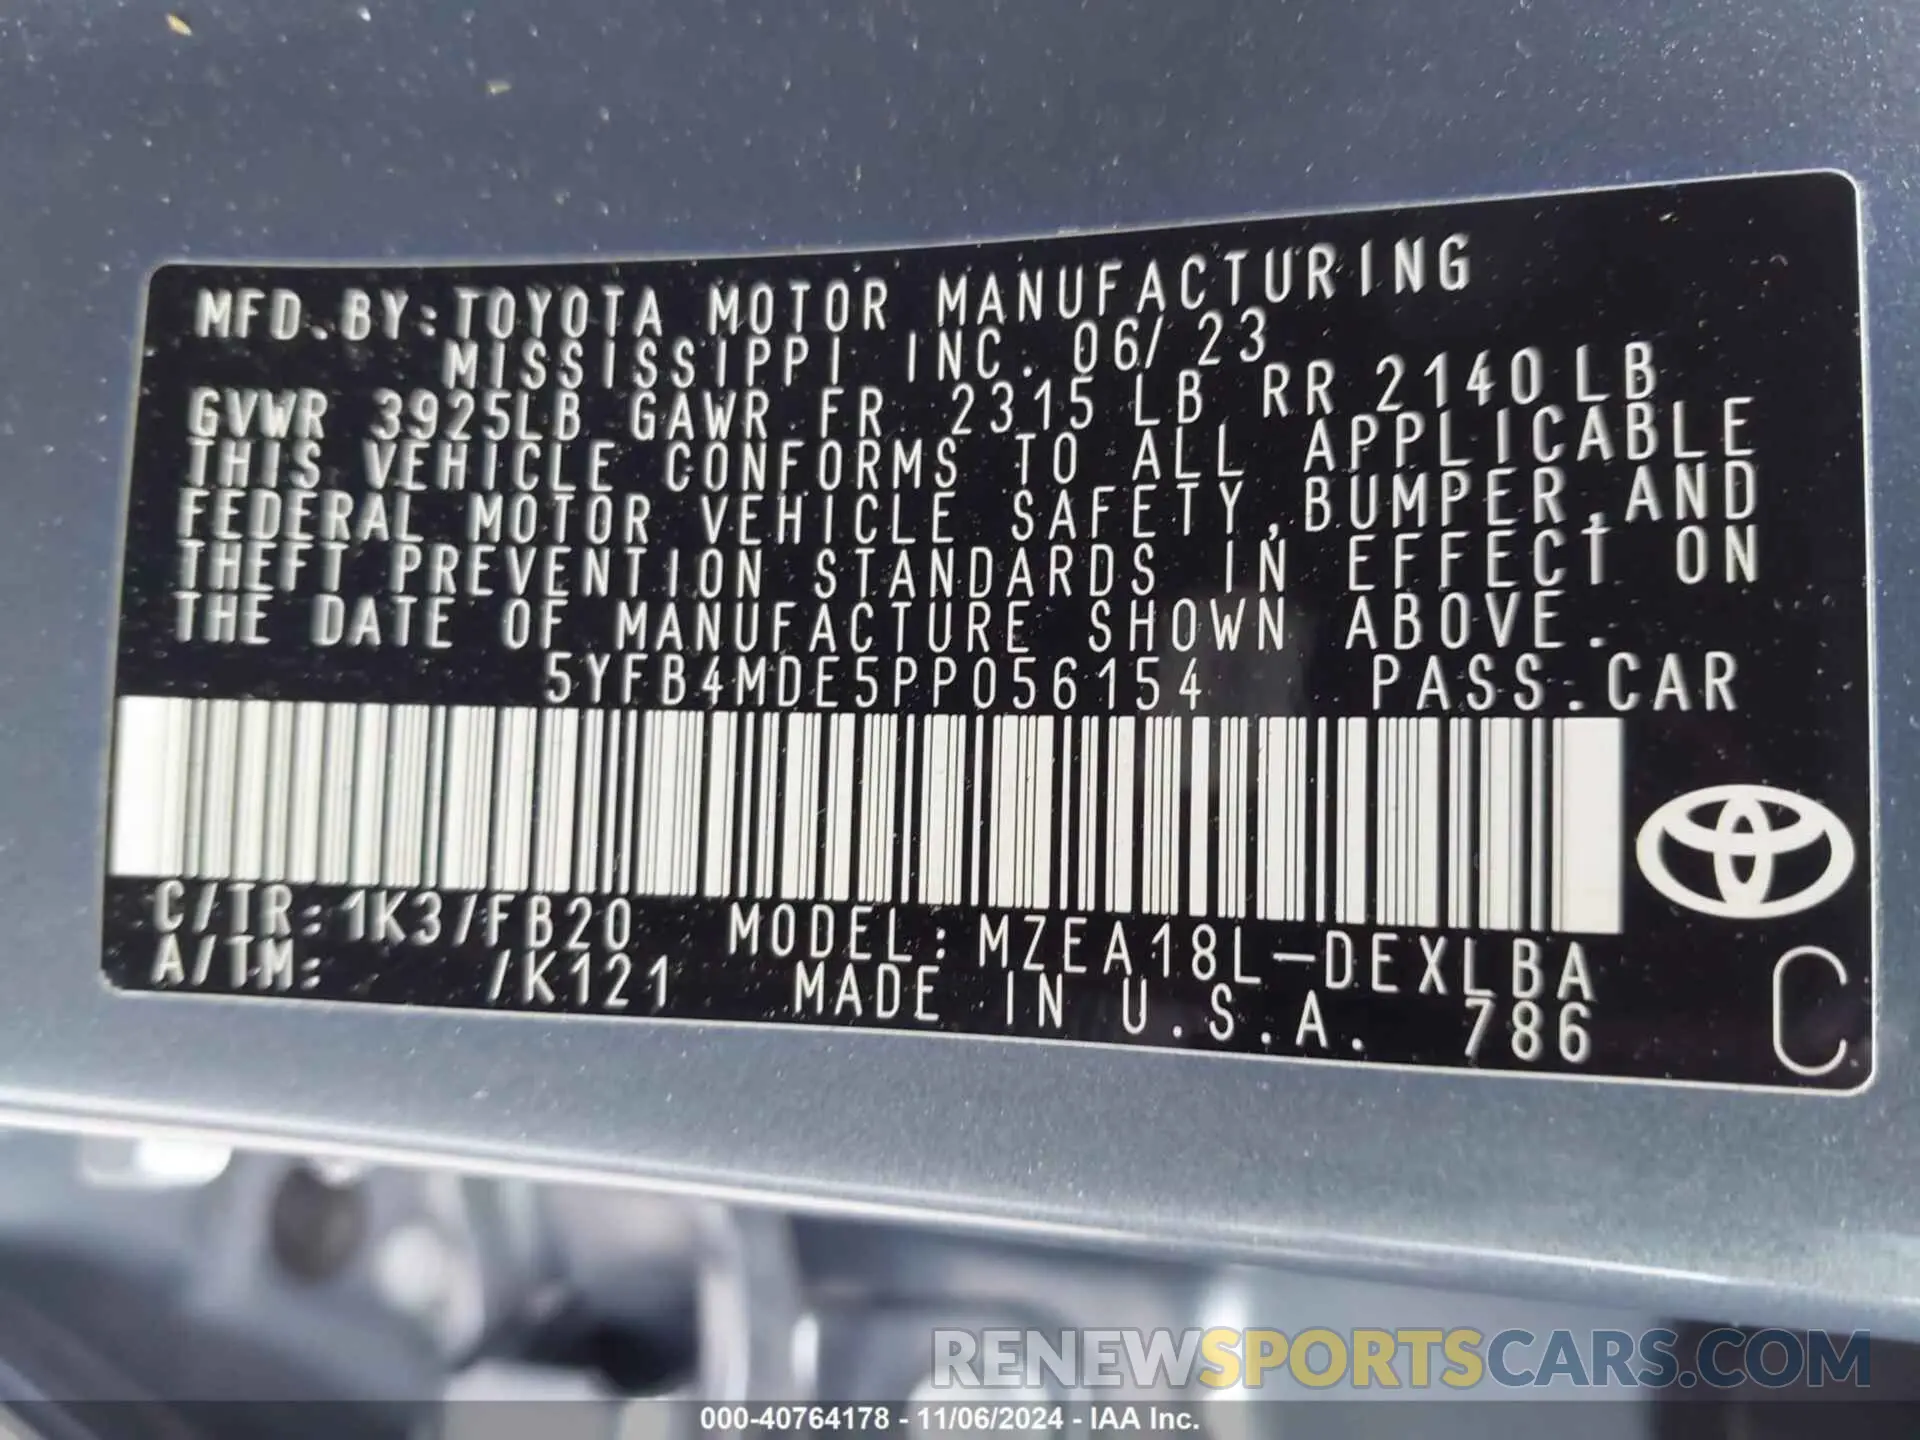 MFD. BY: TOYOTA MOTOR MANUFACTURING
MISSISSIPPI INC. 06/ 23
GVWR 3925LB GAWR FR. 2315 LB RR 2140 LB
THIS VEHICLE CONFORMS TO ALL APPLICABLE
FEDERAL MOTOR VEHICLE SAFETY, BUMPER, AND
THEFT PREVENTION STANDARDS IN EFFECT ON
THE DATE OF MANUFACTURE SHOWN ABOVE.
5YFB4MDE5PP056154 PASS. CAR
C/TR: 1K3/FB20 MODEL: MZEA18L-DEXLBA
A/TM: /K121 MADE IN U.S.A. 786
C
RENEWSPORTSCARS.COM
000-40764178 - 11/06/2024 - IAA Inc.